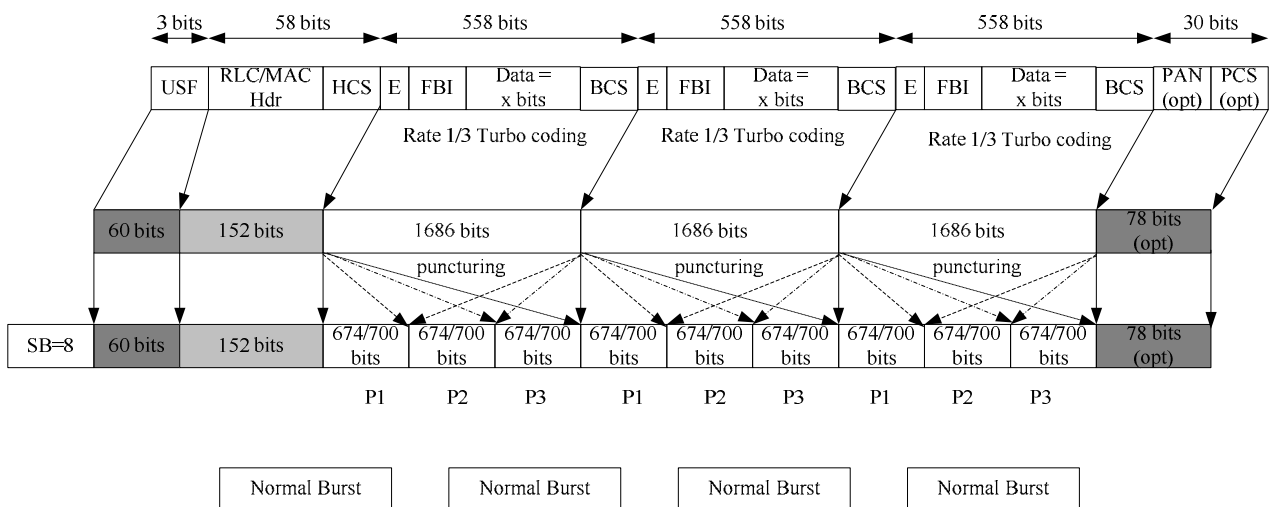 3 bits 58 bits 558 bits 558 bits 558 bits 30 bits
USF RLC/MAC Hdr HCS E FBI Data = x bits BCS E FBI Data = x bits BCS E FBI Data = x bits BCS PAN (opt) PCS (opt)
Rate 1/3 Turbo coding Rate 1/3 Turbo coding Rate 1/3 Turbo coding
60 bits 152 bits 1686 bits 1686 bits 1686 bits 78 bits (opt)
puncturing puncturing puncturing
SB=8 60 bits 152 bits 674/700 bits 674/700 bits 674/700 bits 674/700 bits 674/700 bits 674/700 bits 674/700 bits 674/700 bits 674/700 bits 78 bits (opt)
P1 P2 P3 P1 P2 P3 P1 P2 P3
Normal Burst Normal Burst Normal Burst Normal Burst